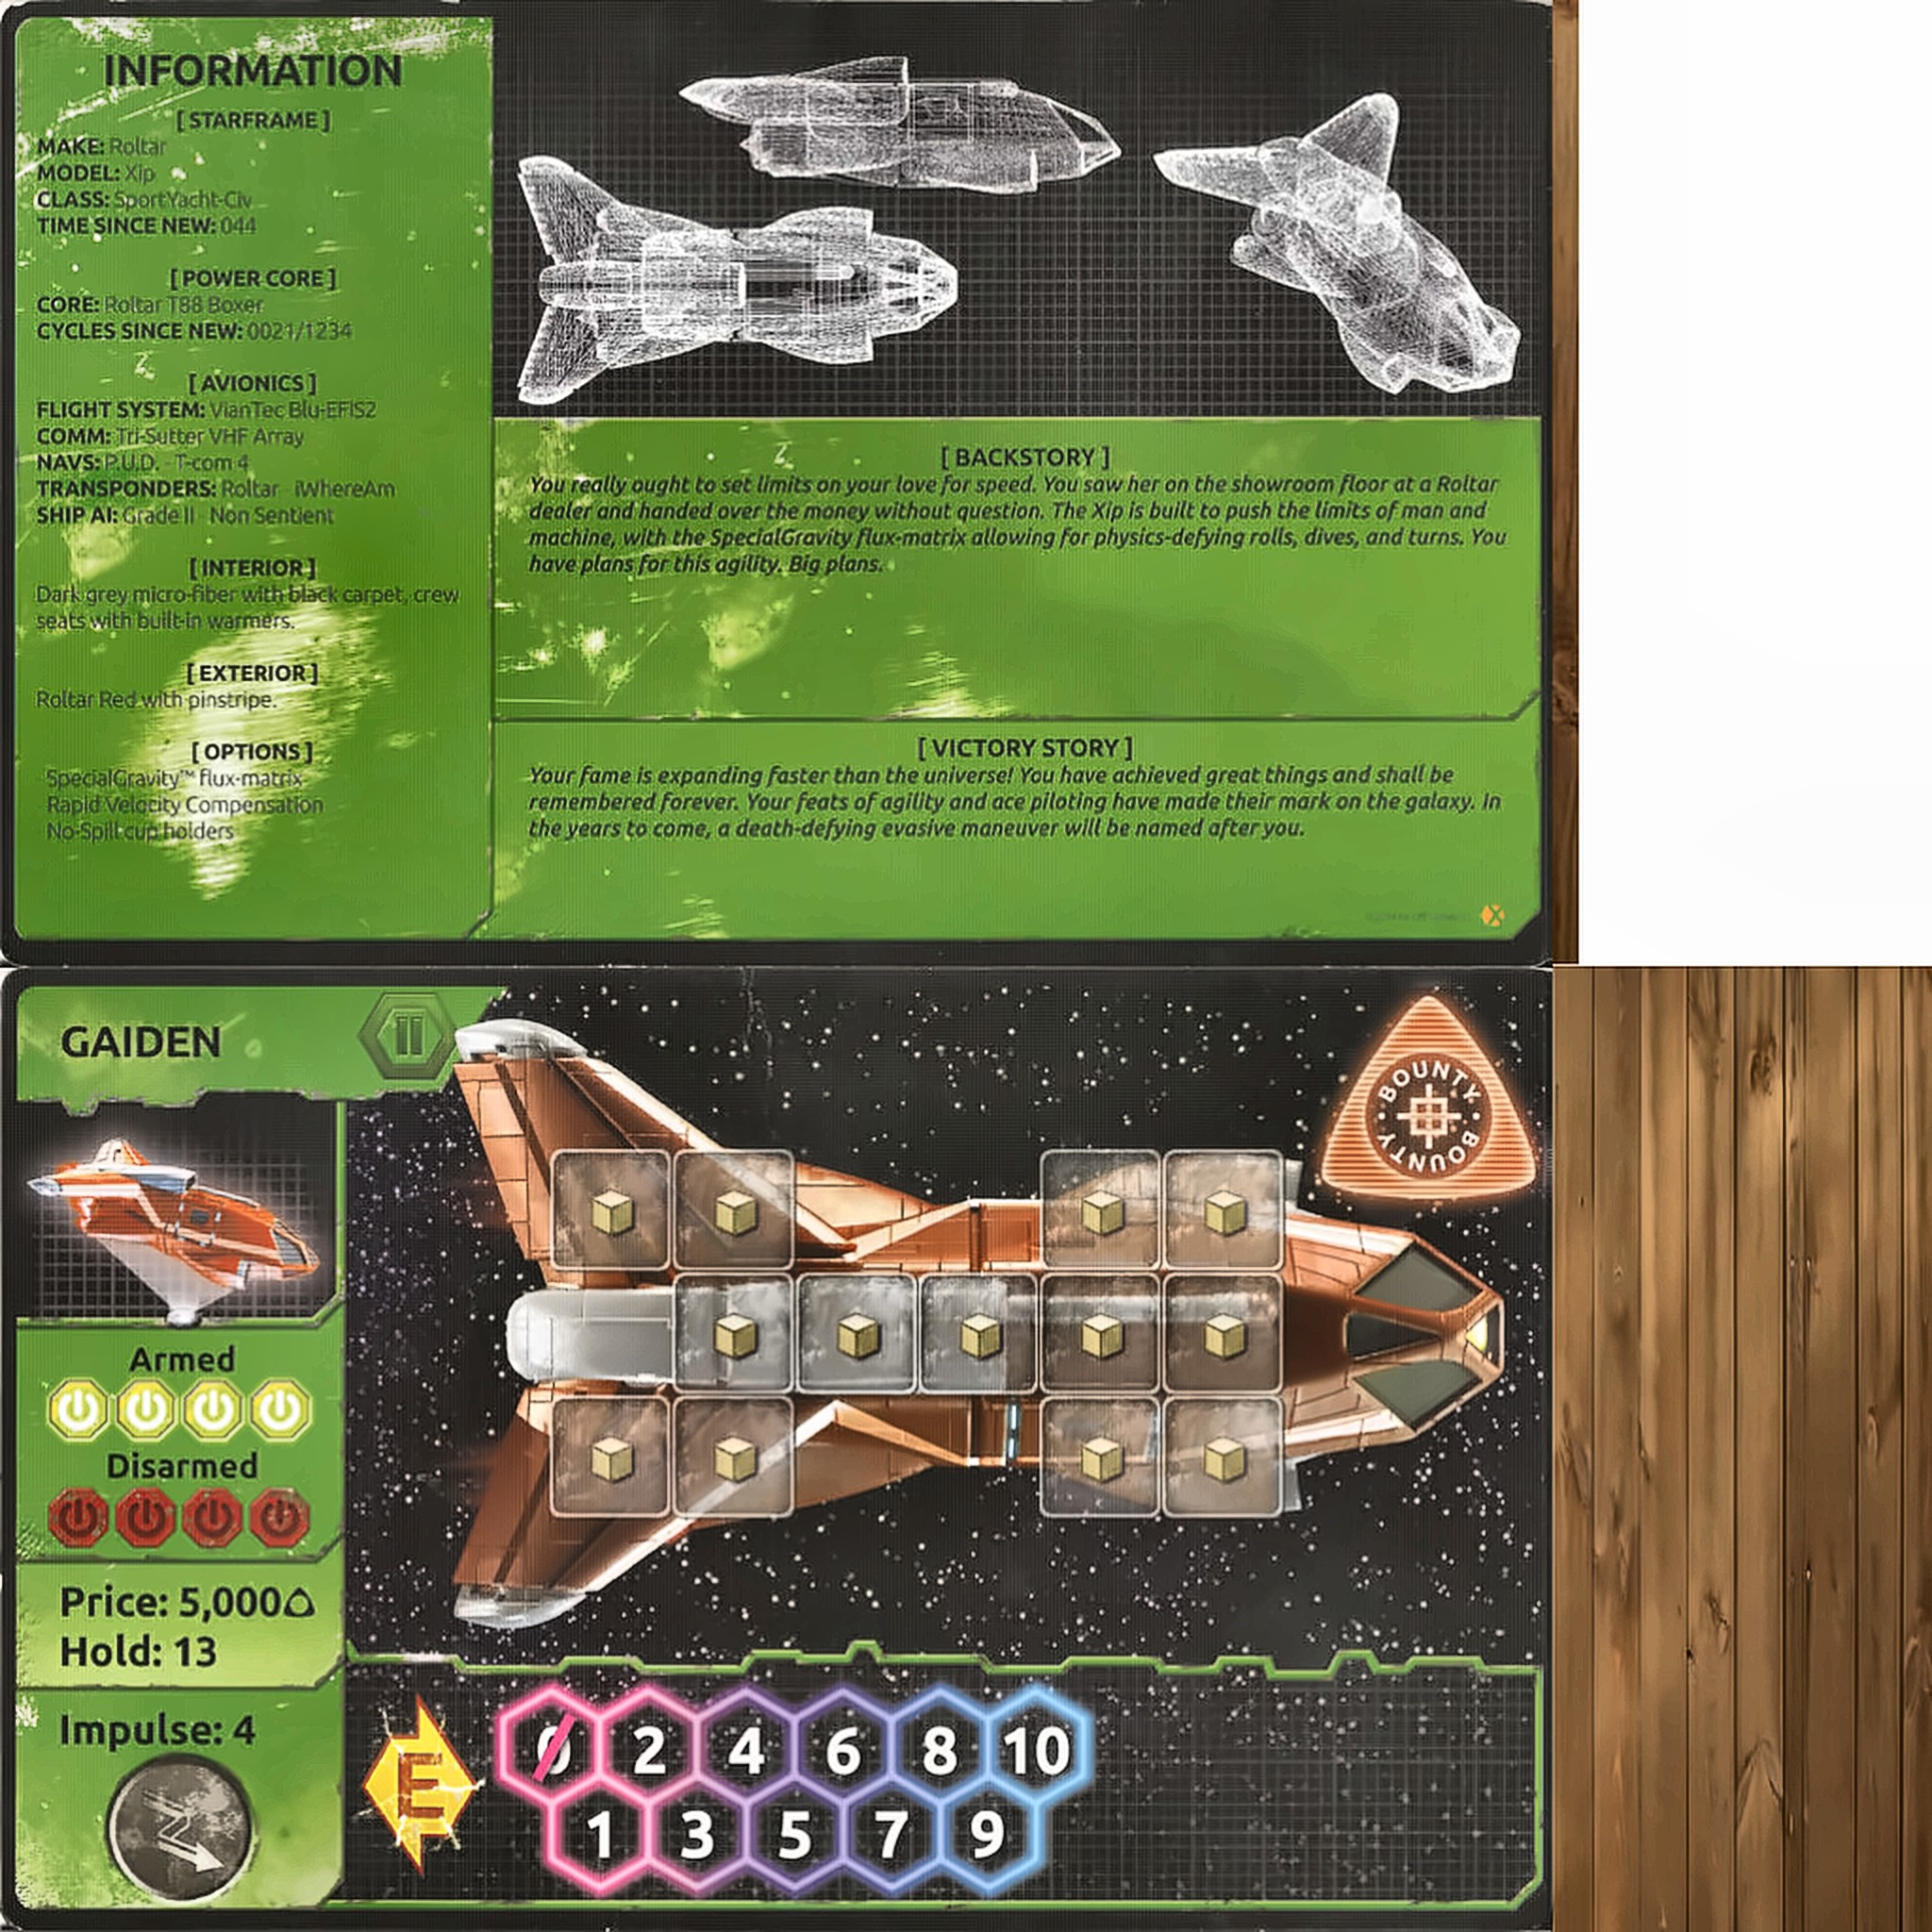 INFORMATION
[ STARFRAME ]
MAKE: Roltar
MODEL: Xip
CLASS: SportYacht-Civ
TIME SINCE NEW: 044
[ POWER CORE ]
CORE: Roltar T88 Boxer
CYCLES SINCE NEW: 0021/1234
[ AVIONICS ]
FLIGHT SYSTEM: VianTec Blu-EFIS2
COMM: Tri-Sutter VHF Array
NAVS: P.U.D. - T-com 4
TRANSPONDERS: Roltar - iWhereAm
SHIP AI: Grade II - Non Sentient
[ INTERIOR ]
Dark grey micro-fiber with black carpet, crew
seats with built-in warmers.
[ EXTERIOR ]
Roltar Red with pinstripe.
[ OPTIONS ]
SpecialGravity™ flux-matrix
Rapid Velocity Compensation
No-Spill cup holders
[ BACKSTORY ]
You really ought to set limits on your love for speed. You saw her on the showroom floor at a Roltar
dealer and handed over the money without question. The Xip is built to push the limits of man and
machine, with the SpecialGravity flux-matrix allowing for physics-defying rolls, dives, and turns. You
have plans for this agility. Big plans.
[ VICTORY STORY ]
Your fame is expanding faster than the universe! You have achieved great things and shall be
remembered forever. Your feats of agility and ace piloting have made their mark on the galaxy. In
the years to come, a death-defying evasive maneuver will be named after you.
GAIDEN
II
BOUNTY
BOUNTY
Armed
Disarmed
Price: 5,000
Hold: 13
Impulse: 4
E
0 2 4 6 8 10
1 3 5 7 9